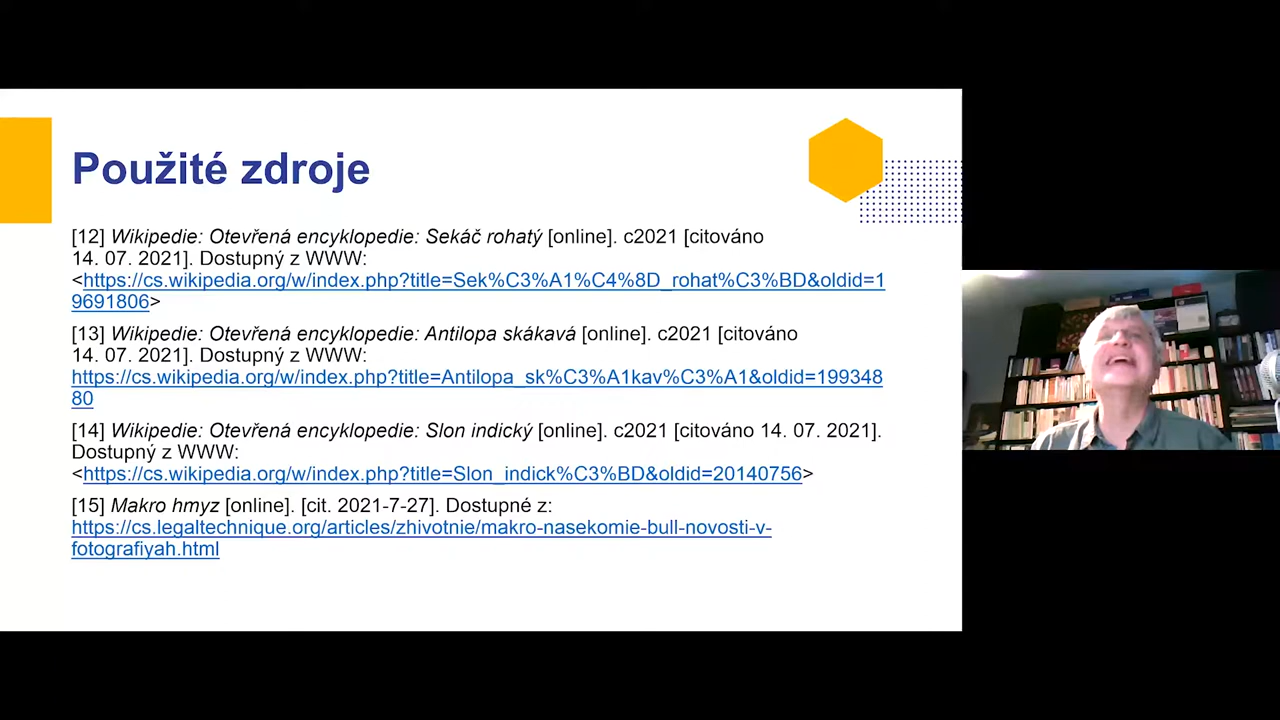 Použité zdroje
[12] Wikipedie: Otevřená encyklopedie: Sekáč rohatý [online]. c2021 [citováno
14. 07. 2021]. Dostupný z WWW:
<https://cs.wikipedia.org/w/index.php?title=Sek%C3%A1%C4%8D_rohat%C3%BD&oldid=1
9691806>
[13] Wikipedie: Otevřená encyklopedie: Antilopa skákavá [online]. c2021 [citováno
14. 07. 2021]. Dostupný z WWW:
https://cs.wikipedia.org/w/index.php?title=Antilopa_sk%C3%A1kav%C3%A1&oldid=199348
80
[14] Wikipedie: Otevřená encyklopedie: Slon indický [online]. c2021 [citováno 14. 07. 2021].
Dostupný z WWW:
<https://cs.wikipedia.org/w/index.php?title=Slon_indick%C3%BD&oldid=20140756>
[15] Makro hmyz [online]. [cit. 2021-7-27]. Dostupné z:
https://cs.legaltechnique.org/articles/zhivotnie/makro-nasekomie-bull-novosti-v-
fotografiyah.html